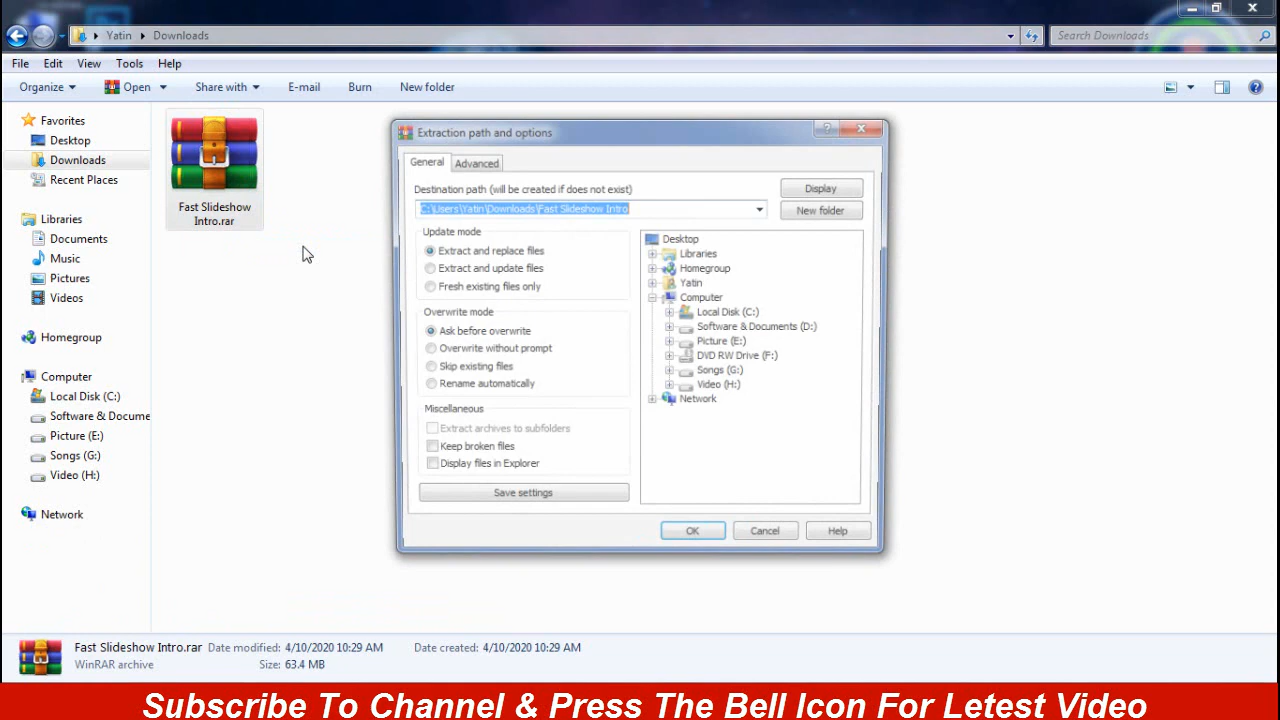 Yatin
Downloads
Search Downloads
File Edit View Tools Help
Organize Open Share with E-mail Burn New folder
Favorites
Desktop
Downloads
Recent Places
Libraries
Documents
Music
Pictures
Videos
Homegroup
Computer
Local Disk (C:)
Software & Docume
Picture (E:)
Songs (G:)
Video (H:)
Network
Fast Slideshow
Intro.rar
Extraction path and options
General Advanced
Destination path (will be created if does not exist)
C:\Users\Yatin\Downloads\Fast Slideshow Intro
Display
New folder
Update mode
Extract and replace files
Extract and update files
Fresh existing files only
Overwrite mode
Ask before overwrite
Overwrite without prompt
Skip existing files
Rename automatically
Miscellaneous
Extract archives to subfolders
Keep broken files
Display files in Explorer
Save settings
Desktop
Libraries
Homegroup
Yatin
Computer
Local Disk (C:)
Software & Documents (D:)
Picture (E:)
DVD RW Drive (F:)
Songs (G:)
Video (H:)
Network
OK Cancel Help
Fast Slideshow Intro.rar Date modified: 4/10/2020 10:29 AM Date created: 4/10/2020 10:29 AM
WinRAR archive Size: 63.4 MB
Subscribe To Channel & Press The Bell Icon For Letest Video